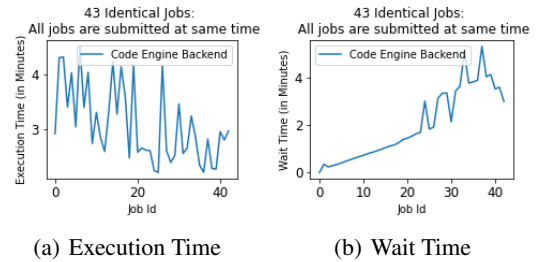 43 Identical Jobs:
All jobs are submitted at same time
Code Engine Backend
Execution Time (in Minutes)
4
3
0
20
40
Job Id
(a) Execution Time
43 Identical Jobs:
All jobs are submitted at same time
Code Engine Backend
Wait Time (in Minutes)
4
2
0
0
10
20
30
40
Job Id
(b) Wait Time